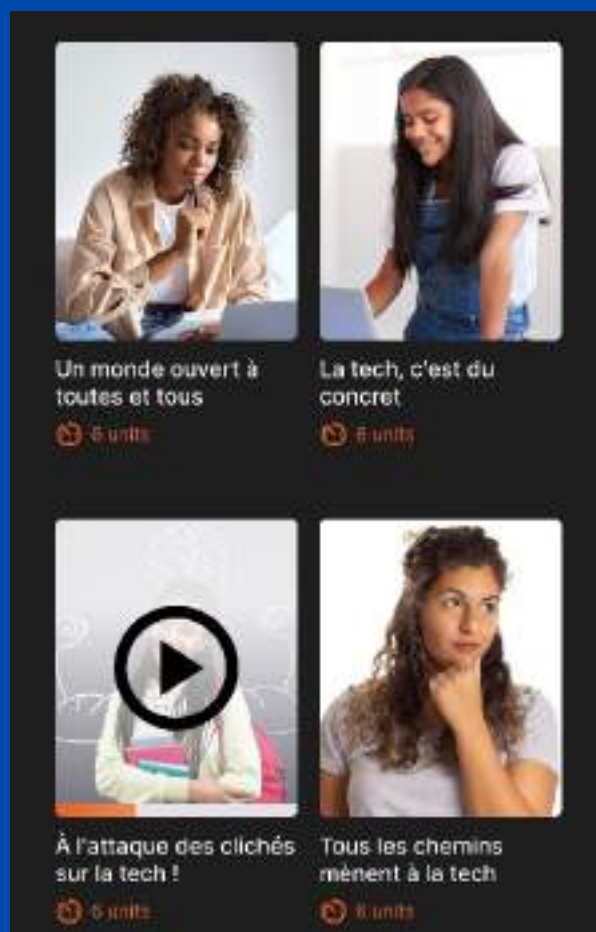 Un monde ouvert à
toutes et tous
6 units
La tech, c'est du
concret
6 units
À l'attaque des clichés
sur la tech !
units
Tous les chemins
mènent à la tech
6 units